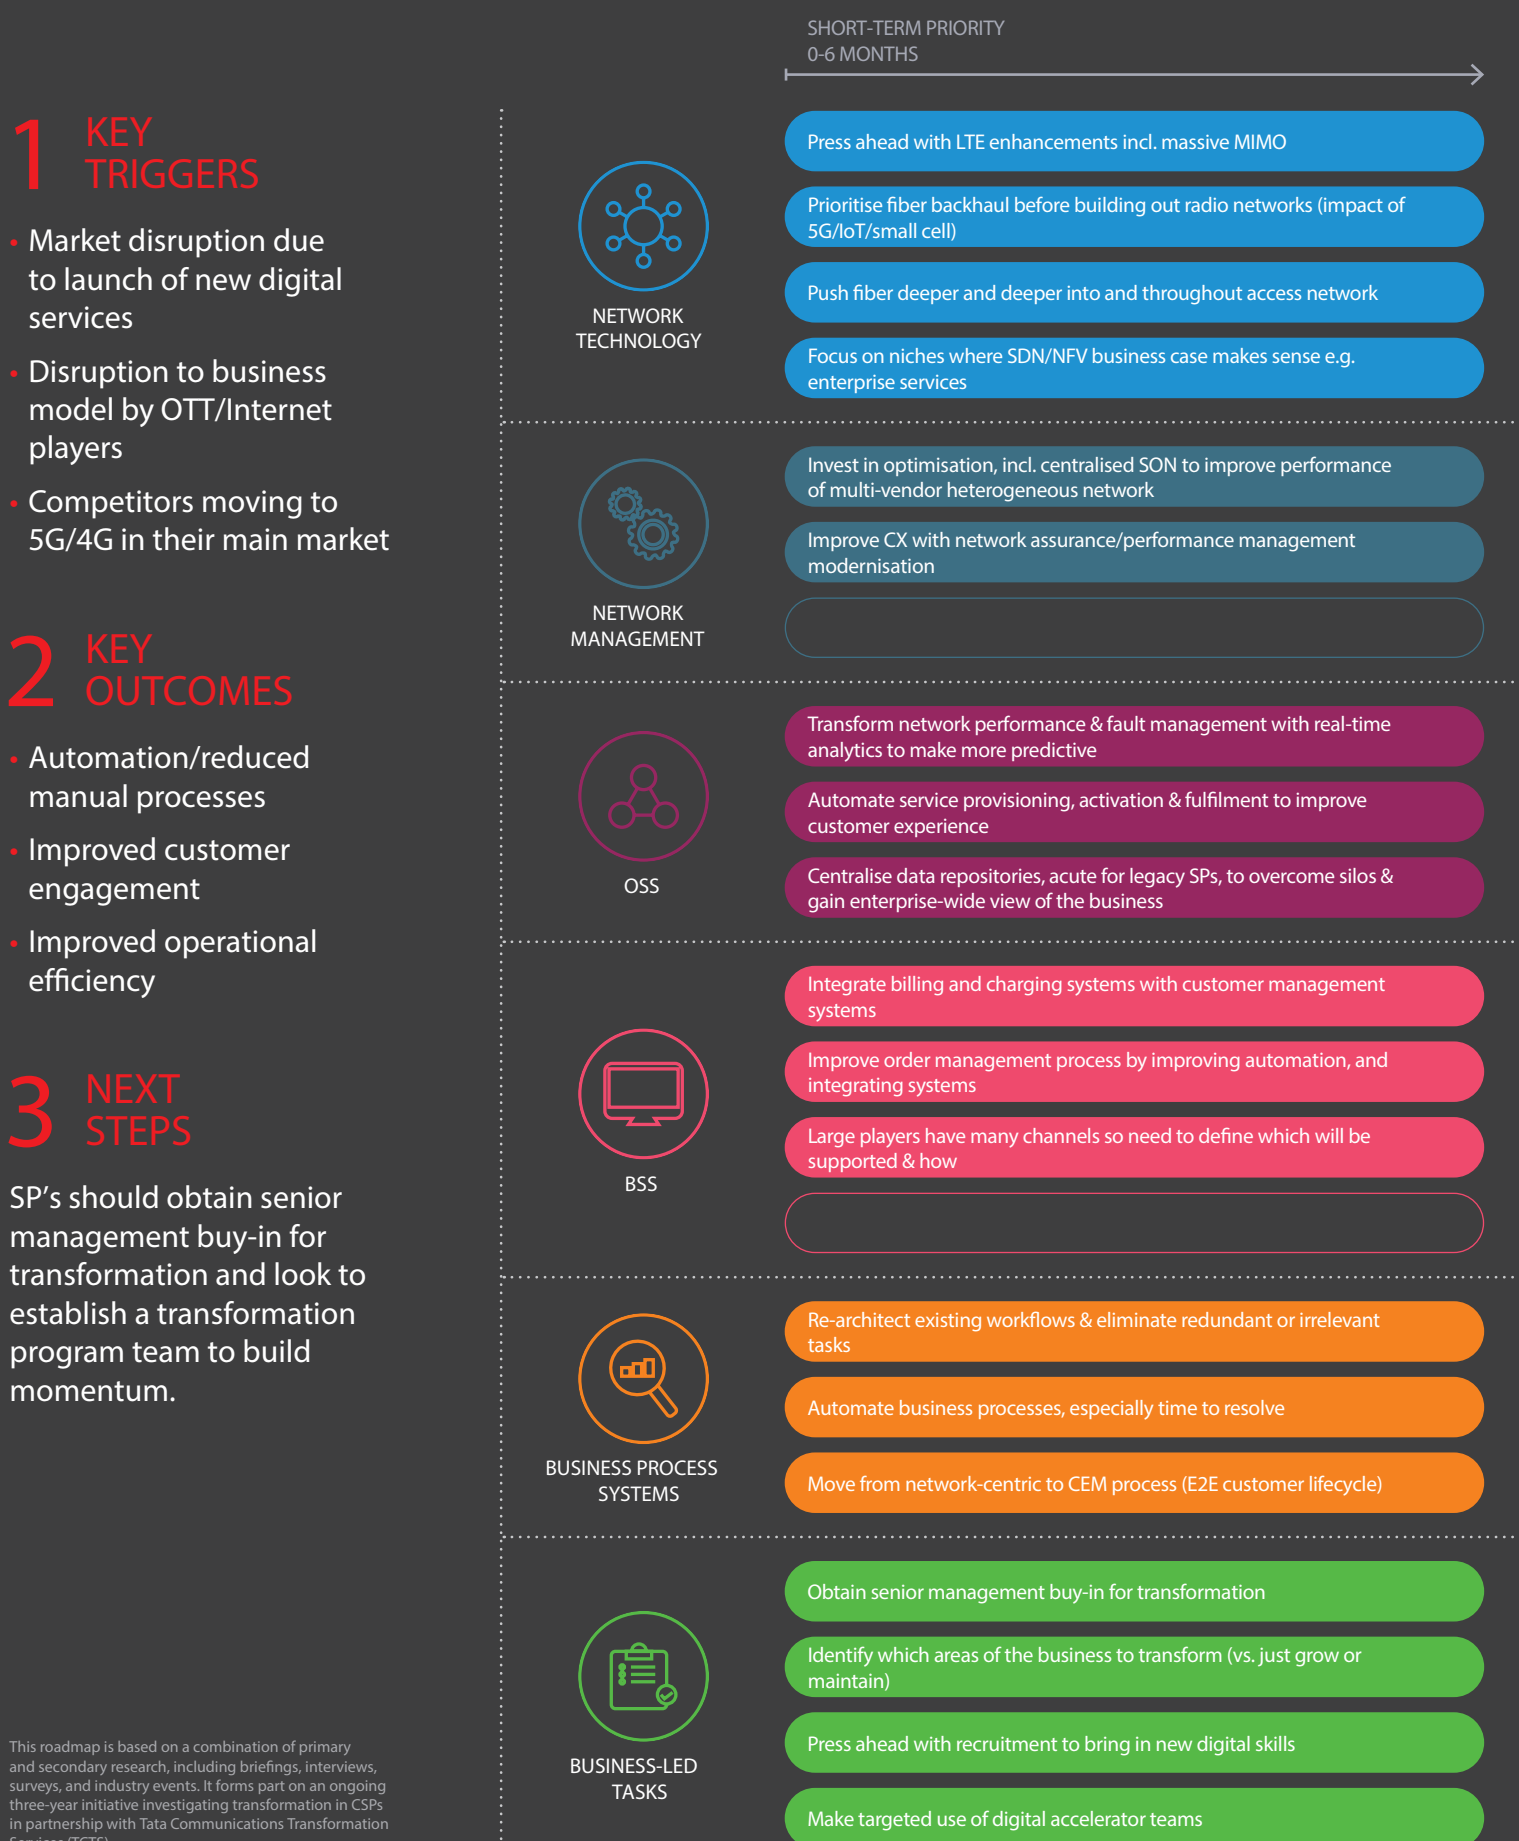 SHORT-TERM PRIORITY
0-6 MONTHS
1 KEY
TRIGGERS
• Market disruption due
to launch of new digital
services
• Disruption to business
model by OTT/Internet
players
• Competitors moving to
5G/4G in their main market
2 KEY
OUTCOMES
• Automation/reduced
manual processes
• Improved customer
engagement
• Improved operational
efficiency
3 NEXT
STEPS
SP's should obtain senior
management buy-in for
transformation and look to
establish a transformation
program team to build
momentum.
This roadmap is based on a combination of primary
and secondary research, including briefings, interviews,
surveys, and industry events. It forms part on an ongoing
three-year initiative investigating transformation in CSPs
in partnership with Tata Communications Transformation
Services (TCTS)
NETWORK
TECHNOLOGY
Press ahead with LTE enhancements incl. massive MIMO
Prioritise fiber backhaul before building out radio networks (impact of
5G/IoT/small cell)
Push fiber deeper and deeper into and throughout access network
Focus on niches where SDN/NFV business case makes sense e.g.
enterprise services
NETWORK
MANAGEMENT
Invest in optimisation, incl. centralised SON to improve performance
of multi-vendor heterogeneous network
Improve CX with network assurance/performance management
modernisation
OSS
Transform network performance & fault management with real-time
analytics to make more predictive
Automate service provisioning, activation & fulfilment to improve
customer experience
Centralise data repositories, acute for legacy SPs, to overcome silos &
gain enterprise-wide view of the business
BSS
Integrate billing and charging systems with customer management
systems
Improve order management process by improving automation, and
integrating systems
Large players have many channels so need to define which will be
supported & how
BUSINESS PROCESS
SYSTEMS
Re-architect existing workflows & eliminate redundant or irrelevant
tasks
Automate business processes, especially time to resolve
Move from network-centric to CEM process (E2E customer lifecycle)
BUSINESS-LED
TASKS
Obtain senior management buy-in for transformation
Identify which areas of the business to transform (vs. just grow or
maintain)
Press ahead with recruitment to bring in new digital skills
Make targeted use of digital accelerator teams